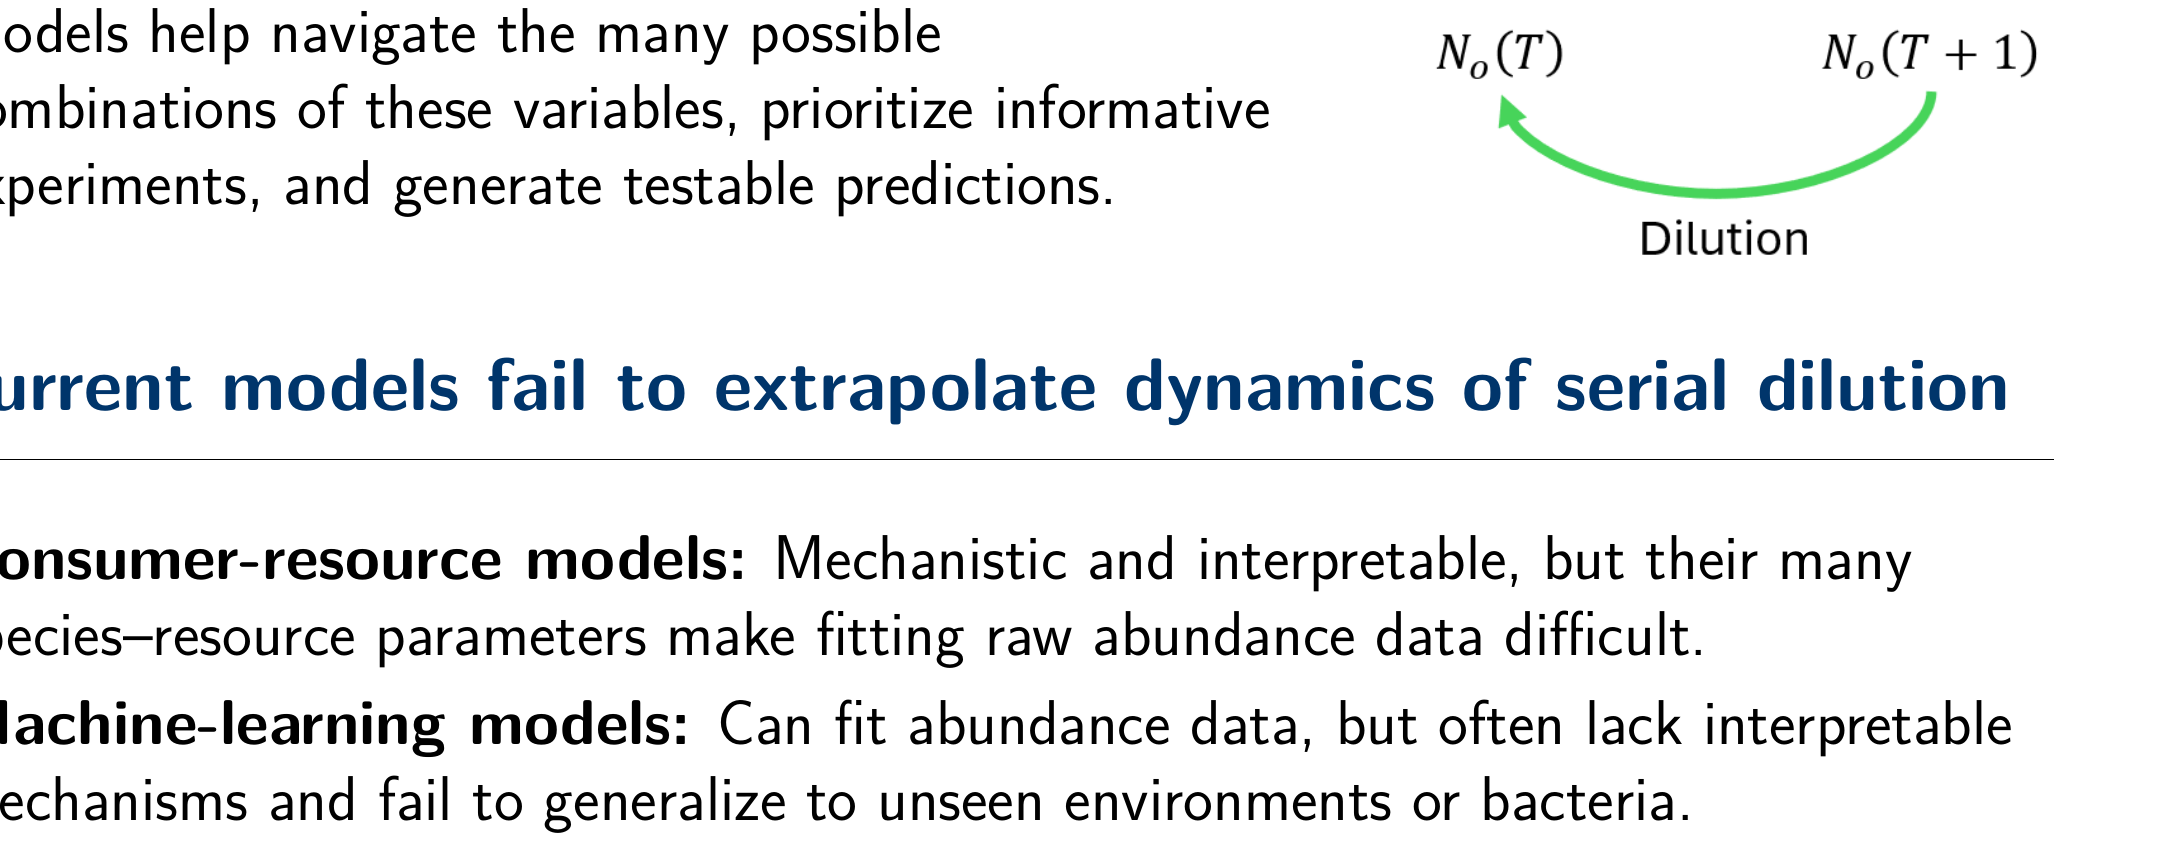 odels help navigate the many possible
ombinations of these variables, prioritize informative
xperiments, and generate testable predictions.
N_o(T)
N_o(T + 1)
Dilution
urrent models fail to extrapolate dynamics of serial dilution
onsumer-resource models: Mechanistic and interpretable, but their many
pecies–resource parameters make fitting raw abundance data difficult.
achine-learning models: Can fit abundance data, but often lack interpretable
echanisms and fail to generalize to unseen environments or bacteria.